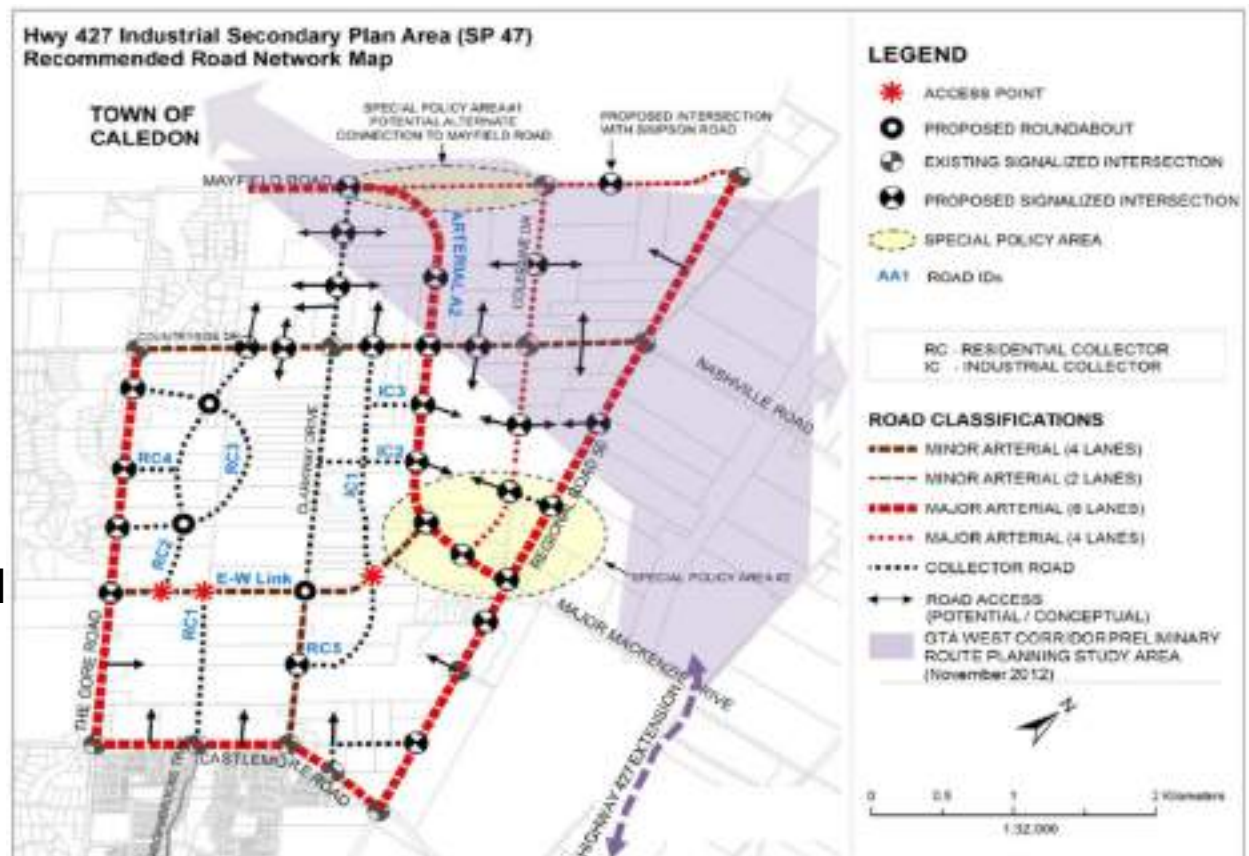 Hwy 427 Industrial Secondary Plan Area (SP 47)
Recommended Road Network Map
TOWN OF
CALEDON
SPECIAL POLICY AREA #1
POTENTIAL ALTERNATE
CONNECTION TO MAYFIELD ROAD
PROPOSED INTERSECTION
WITH SIMPSON ROAD
MAYFIELD ROAD
ARTERIAL A2
COLERAINE DR
COUNTRYSIDE DR
CLARKWAY DRIVE
NASHVILLE ROAD
IC3
IC2
IC1
RC4
RC3
RC2
E-W Link
RC1
RC5
REGIONAL ROAD 50
SPECIAL POLICY AREA #2
THE GORE ROAD
MAJOR MACKENZIE DRIVE
CASTLEMORE ROAD
HIGHWAY 427 EXTENSION
LEGEND
ACCESS POINT
PROPOSED ROUNDABOUT
EXISTING SIGNALIZED INTERSECTION
PROPOSED SIGNALIZED INTERSECTION
SPECIAL POLICY AREA
AA1 ROAD IDs
RC - RESIDENTIAL COLLECTOR
IC - INDUSTRIAL COLLECTOR
ROAD CLASSIFICATIONS
MINOR ARTERIAL (4 LANES)
MINOR ARTERIAL (2 LANES)
MAJOR ARTERIAL (6 LANES)
MAJOR ARTERIAL (4 LANES)
COLLECTOR ROAD
ROAD ACCESS
(POTENTIAL / CONCEPTUAL)
GTA WEST CORRIDOR PRELIMINARY
ROUTE PLANNING STUDY AREA
(November 2012)
N
0 0.5 1 2 Kilometers
1:32,000